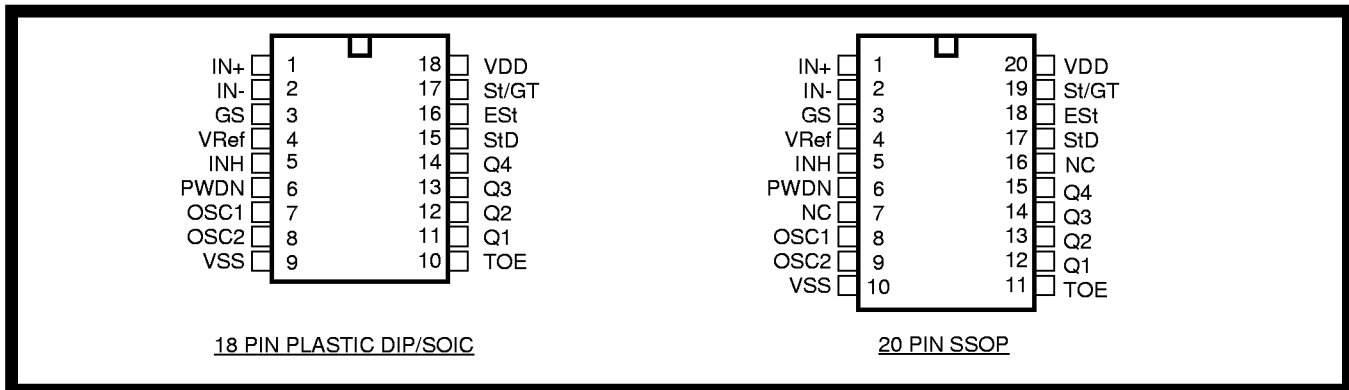 IN+ 1 18 VDD
IN- 2 17 St/GT
GS 3 16 ESt
VRef 4 15 StD
INH 5 14 Q4
PWDN 6 13 Q3
OSC1 7 12 Q2
OSC2 8 11 Q1
VSS 9 10 TOE
18 PIN PLASTIC DIP/SOIC
IN+ 1 20 VDD
IN- 2 19 St/GT
GS 3 18 ESt
VRef 4 17 StD
INH 5 16 NC
PWDN 6 15 Q4
NC 7 14 Q3
OSC1 8 13 Q2
OSC2 9 12 Q1
VSS 10 11 TOE
20 PIN SSOP